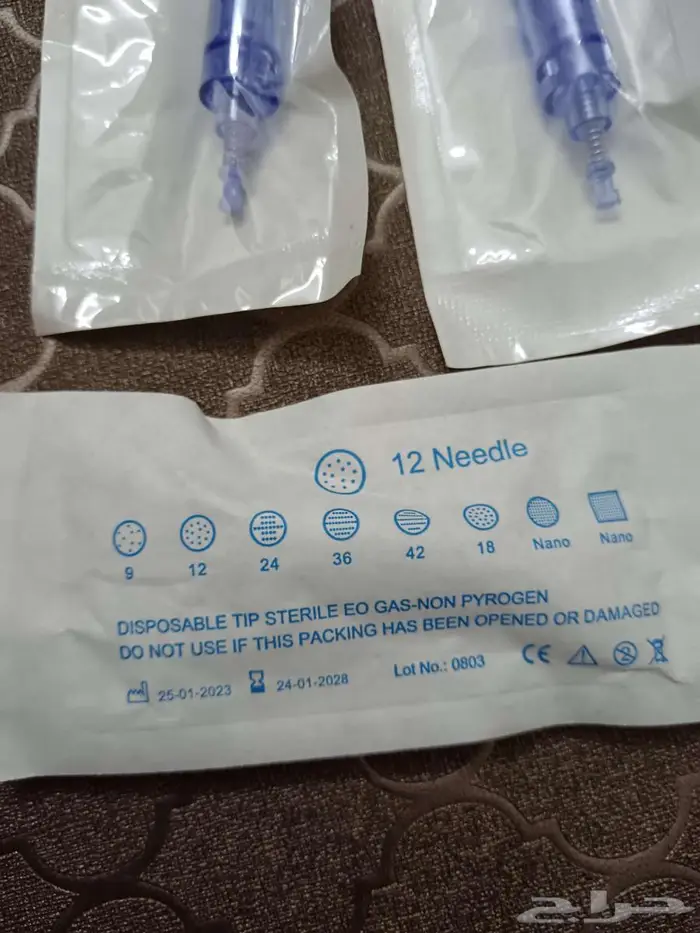 12 Needle
9 12 24 36 42 18 Nano Nano
DISPOSABLE TIP STERILE EO GAS-NON PYROGEN
DO NOT USE IF THIS PACKING HAS BEEN OPENED OR DAMAGED
25-01-2023 24-01-2028 Lot No.: 0803 CE
حراج